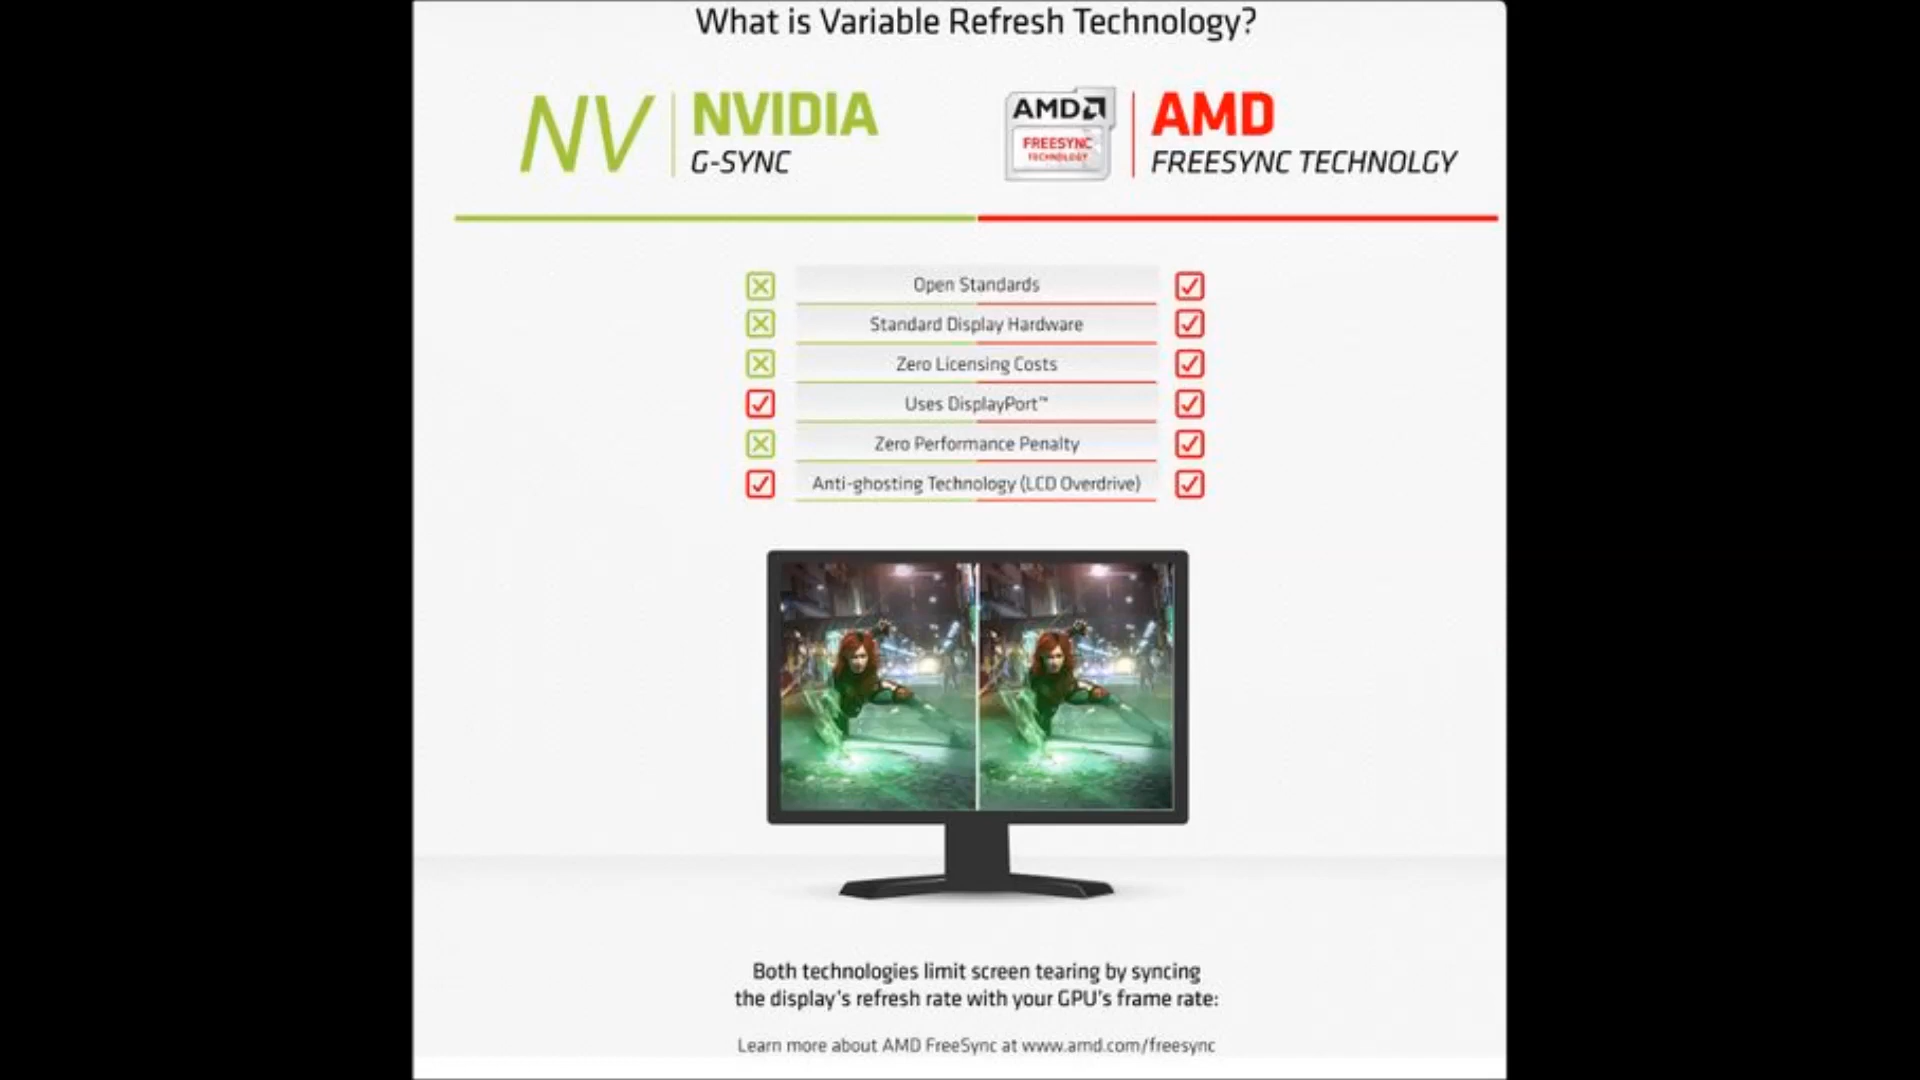 What is Variable Refresh Technology?
NV
NVIDIA
G-SYNC
AMD
FREESYNC
TECHNOLOGY
AMD
FREESYNC TECHNOLGY
Open Standards
Standard Display Hardware
Zero Licensing Costs
Uses DisplayPort™
Zero Performance Penalty
Anti-ghosting Technology (LCD Overdrive)
Both technologies limit screen tearing by syncing
the display's refresh rate with your GPU's frame rate:
Learn more about AMD FreeSync at www.amd.com/freesync